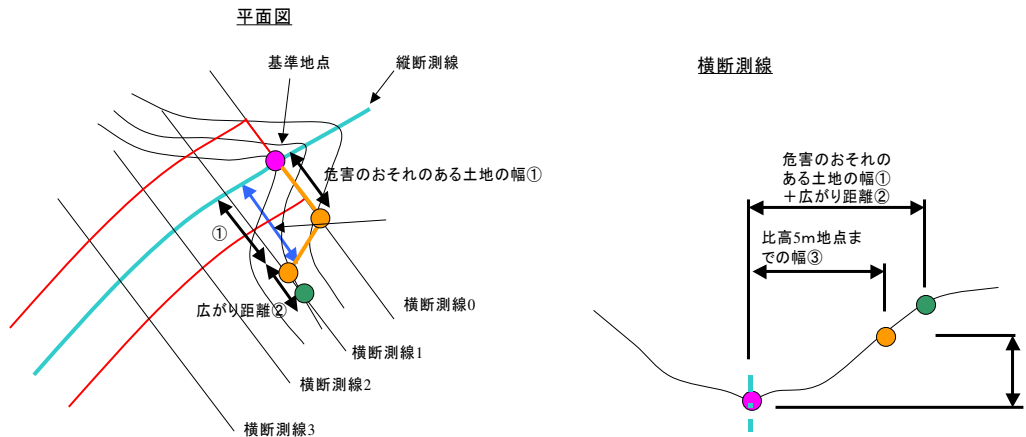 平面図
基準地点
縦断測線
危害のおそれのある土地の幅①
①
広がり距離②
横断測線0
横断測線1
横断測線2
横断測線3
横断測線
危害のおそれの
ある土地の幅①
＋広がり距離②
比高5m地点ま
での幅③